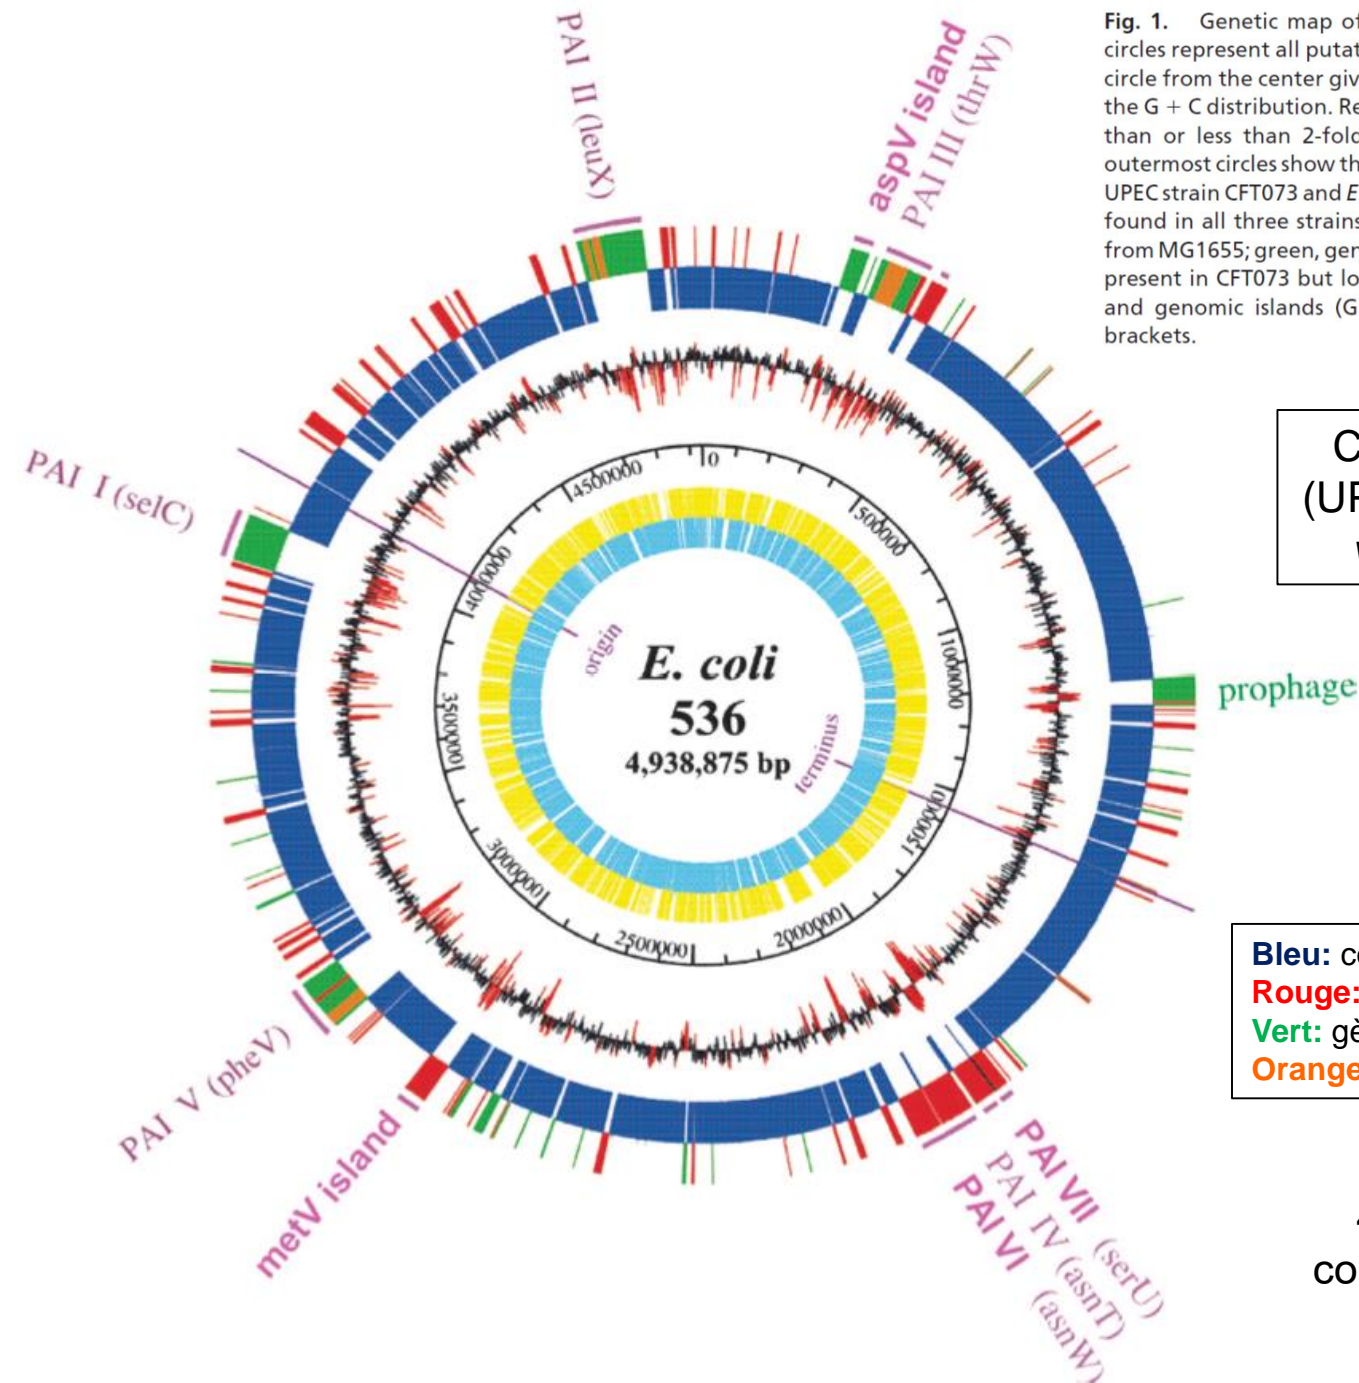 Fig. 1. Genetic map of
circles represent all putat
circle from the center giv
the G + C distribution. Re
than or less than 2-fold
outermost circles show th
UPEC strain CFT073 and E
found in all three strains
from MG1655; green, gen
present in CFT073 but lo
and genomic islands (G
brackets.
PAI II (leuX)
aspV island
PAI III (thrW)
PAI I (selC)
prophage
PAI V (pheV)
metV island
PAI VII (serU)
PAI IV (asnT)
PAI VI (asnW)
0
500000
1000000
1500000
2000000
2500000
3000000
3500000
4000000
4500000
origin
terminus
E. coli
536
4,938,875 bp
C
(UP
Bleu: co
Rouge:
Vert: gè
Orange
co